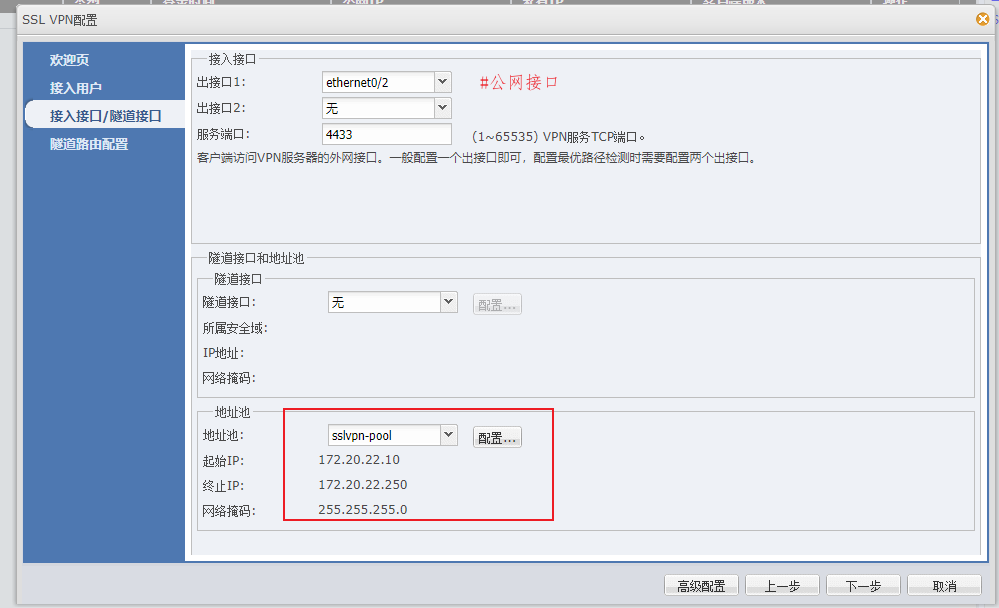 SSL VPN配置
欢迎页
接入用户
接入接口/隧道接口
隧道路由配置
接入接口
出接口1: ethernet0/2 #公网接口
出接口2: 无
服务端口: 4433 (1~65535) VPN服务TCP端口。
客户端访问VPN服务器的外网接口。一般配置一个出接口即可，配置最优路径检测时需要配置两个出接口。
隧道接口和地址池
隧道接口
隧道接口: 无 配置...
所属安全域:
IP地址:
网络掩码:
地址池
地址池: sslvpn-pool 配置...
起始IP: 172.20.22.10
终止IP: 172.20.22.250
网络掩码: 255.255.255.0
高级配置 上一步 下一步 取消